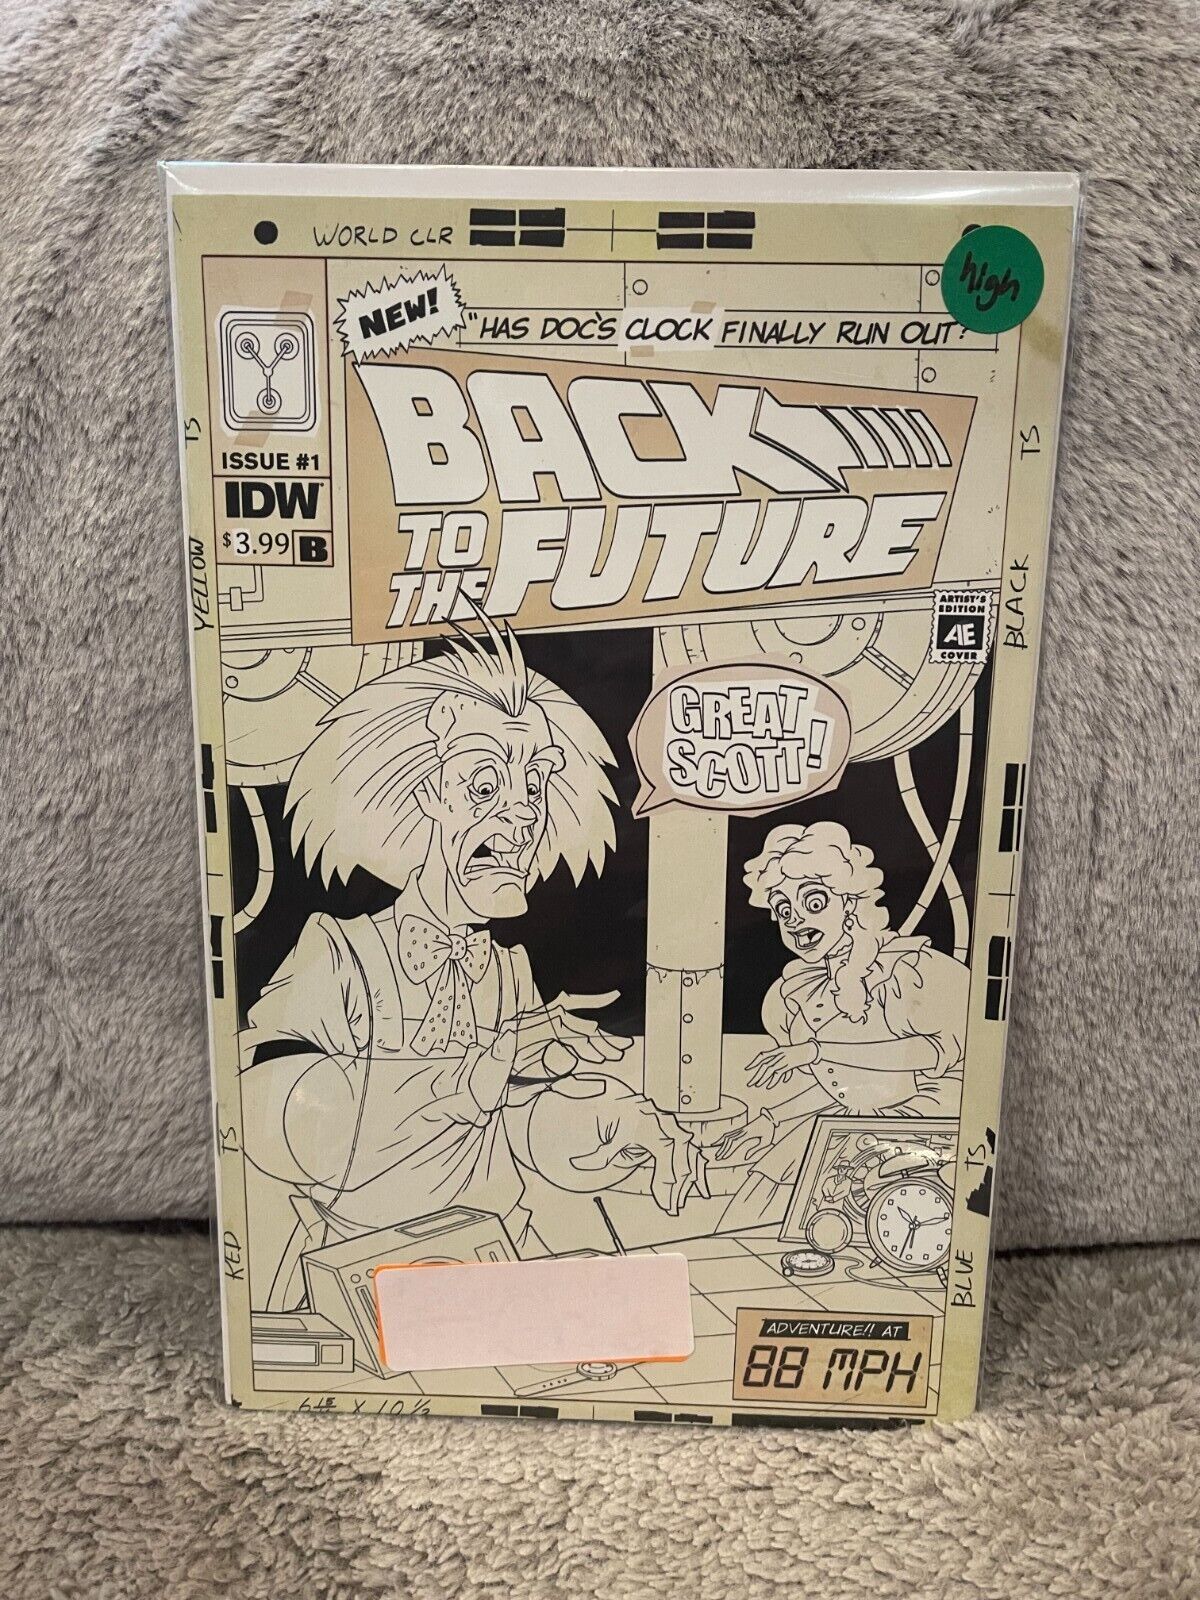 WORLD CLR
high
NEW!
"HAS DOC'S CLOCK FINALLY RUN OUT?
BACK
TO THE FUTURE
ISSUE #1
IDW
$3.99 B
ARTIST'S
EDITION
AE
COVER
GREAT
SCOTT!
TS
YELLOW
TS
RED
TS
BLACK
TS
BLUE
ADVENTURE!! AT
88 MPH
6 15/16 X 10 1/2